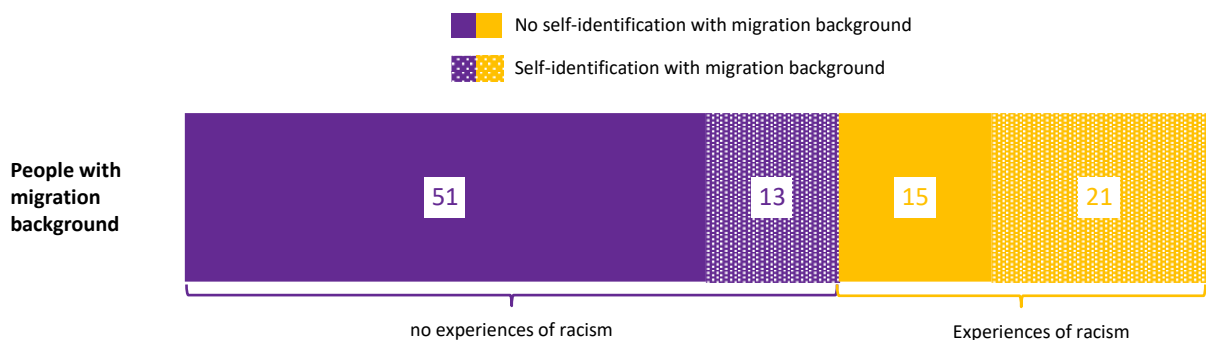 No self-identification with migration background
Self-identification with migration background
People with
migration
background
51
13
15
21
no experiences of racism
Experiences of racism